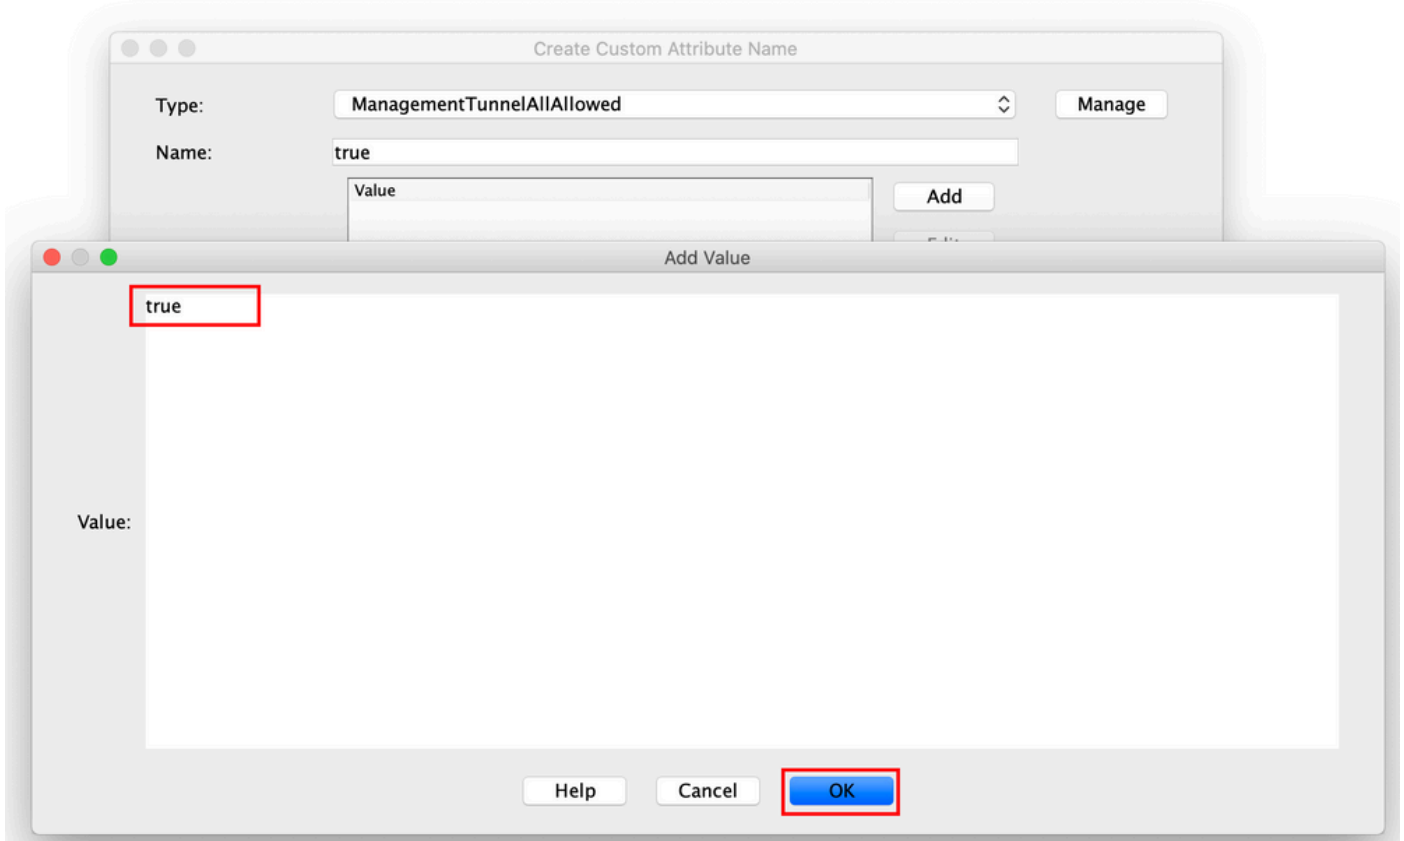 Create Custom Attribute Name
Type: ManagementTunnelAllAllowed Manage
Name: true
Value Add
Add Value
true
Value:
Help Cancel OK